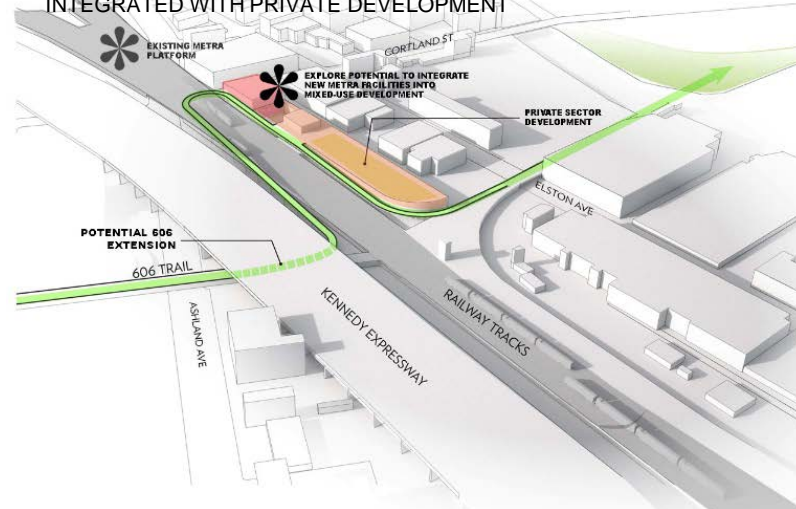 INTEGRATED WITH PRIVATE DEVELOPMENT
EXISTING METRA
PLATFORM
CORTLAND ST
EXPLORE POTENTIAL TO INTEGRATE
NEW METRA FACILITIES INTO
MIXED-USE DEVELOPMENT
PRIVATE SECTOR
DEVELOPMENT
ELSTON AVE
POTENTIAL 606
EXTENSION
606 TRAIL
ASHLAND AVE
KENNEDY EXPRESSWAY
RAILWAY TRACKS